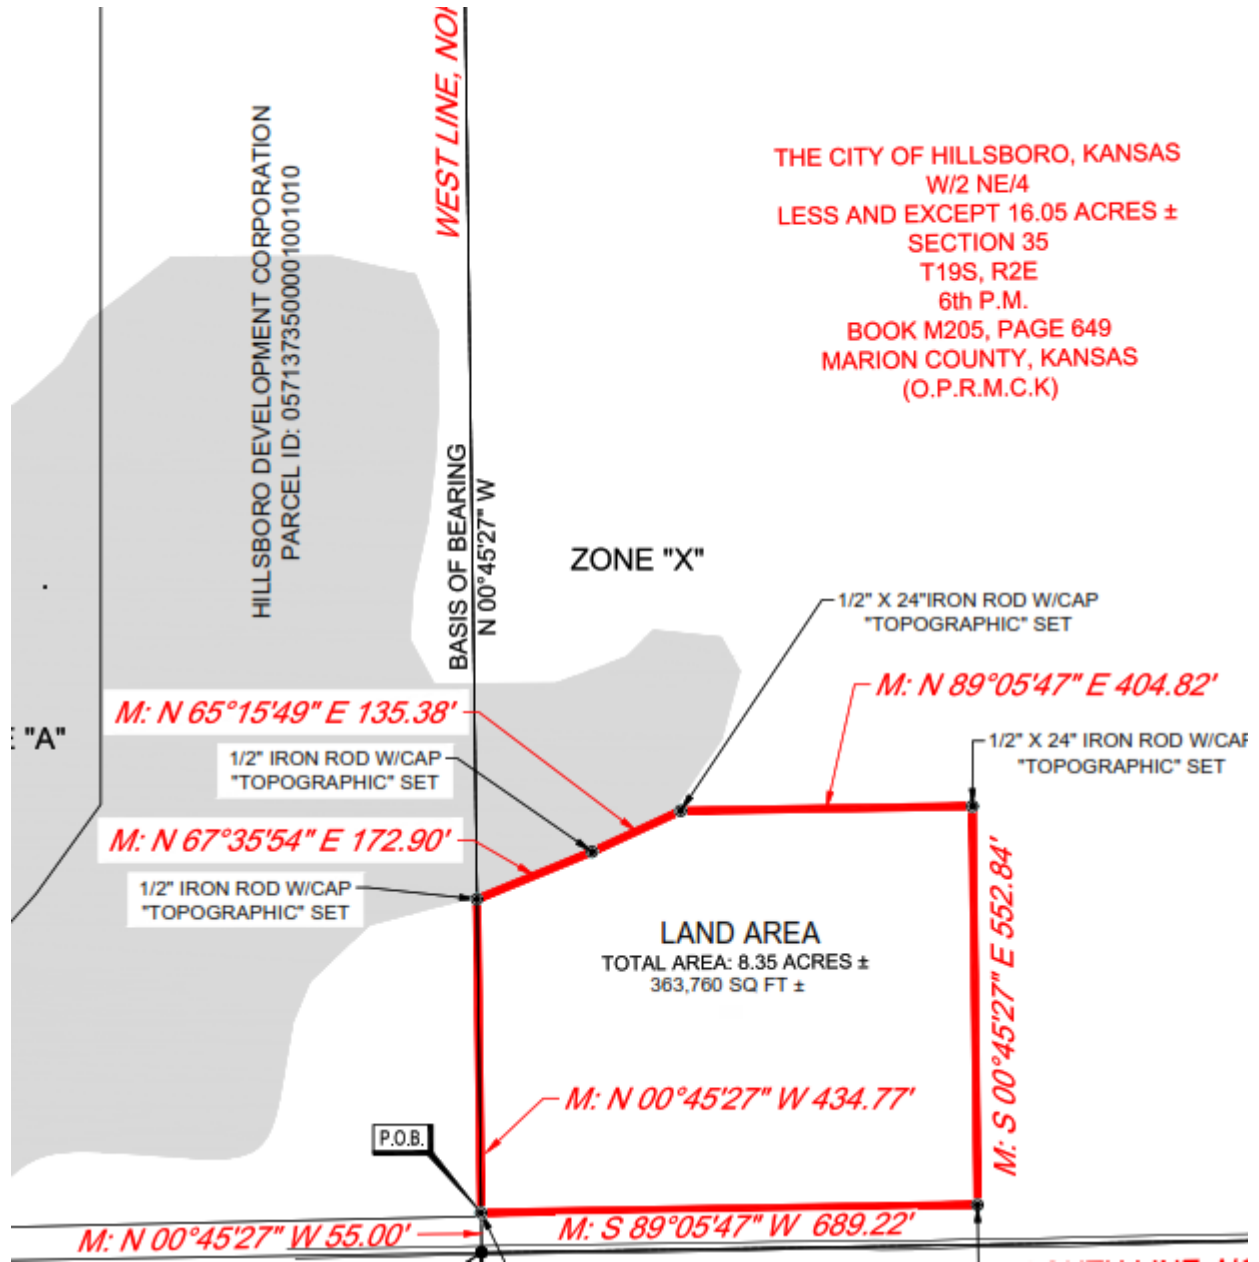 WEST LINE,
HILLSBORO DEVELOPMENT CORPORATION
PARCEL ID: 0571373500001001010
THE CITY OF HILLSBORO, KANSAS
W/2 NE/4
LESS AND EXCEPT 16.05 ACRES ±
SECTION 35
T19S, R2E
6th P.M.
BOOK M205, PAGE 649
MARION COUNTY, KANSAS
(O.P.R.M.C.K)
BASIS OF BEARING
N 00°45'27" W
ZONE "X"
1/2" X 24"IRON ROD W/CAP
"TOPOGRAPHIC" SET
M: N 89°05'47" E 404.82'
M: N 65°15'49" E 135.38'
"A"
1/2" X 24" IRON ROD W/CAP
"TOPOGRAPHIC" SET
1/2" IRON ROD W/CAP
"TOPOGRAPHIC" SET
M: N 67°35'54" E 172.90'
1/2" IRON ROD W/CAP
"TOPOGRAPHIC" SET
LAND AREA
TOTAL AREA: 8.35 ACRES ±
363,760 SQ FT ±
M: S 00°45'27" E 552.84'
M: N 00°45'27" W 434.77'
P.O.B.
M: N 00°45'27" W 55.00'
M: S 89°05'47" W 689.22'